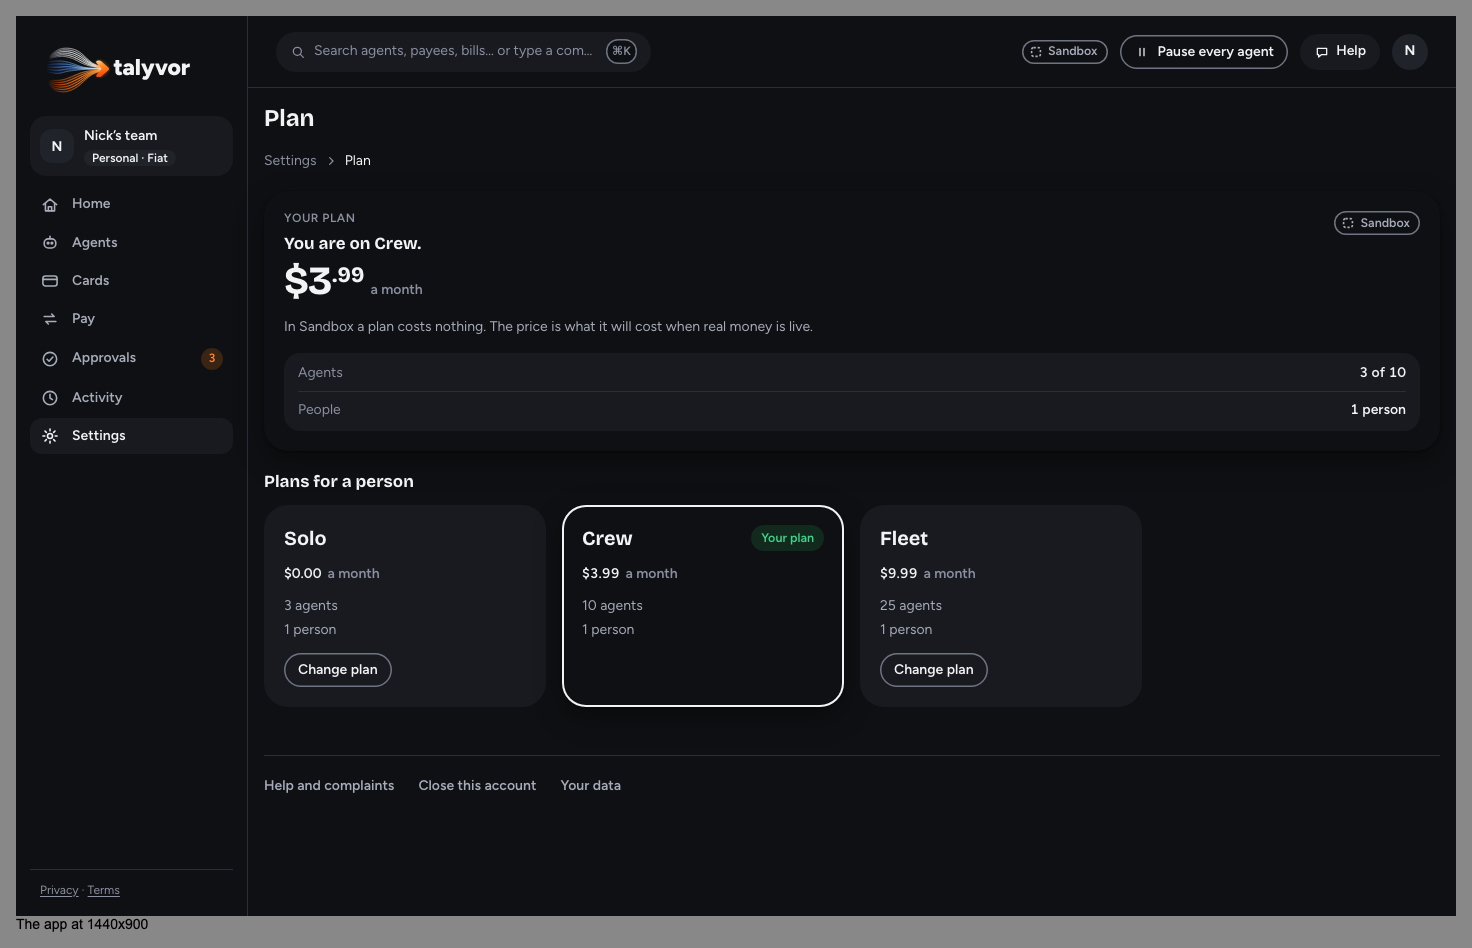 talyvor
Search agents, payees, bills... or type a com...
⌘K
Sandbox
Pause every agent
Help
N
N
Nick's team
Personal · Fiat
Home
Agents
Cards
Pay
Approvals
3
Activity
Settings
Privacy · Terms
Plan
Settings > Plan
YOUR PLAN
Sandbox
You are on Crew.
$3.99 a month
In Sandbox a plan costs nothing. The price is what it will cost when real money is live.
Agents 3 of 10
People 1 person
Plans for a person
Solo
$0.00 a month
3 agents
1 person
Change plan
Crew
Your plan
$3.99 a month
10 agents
1 person
Fleet
$9.99 a month
25 agents
1 person
Change plan
Help and complaints
Close this account
Your data
The app at 1440x900